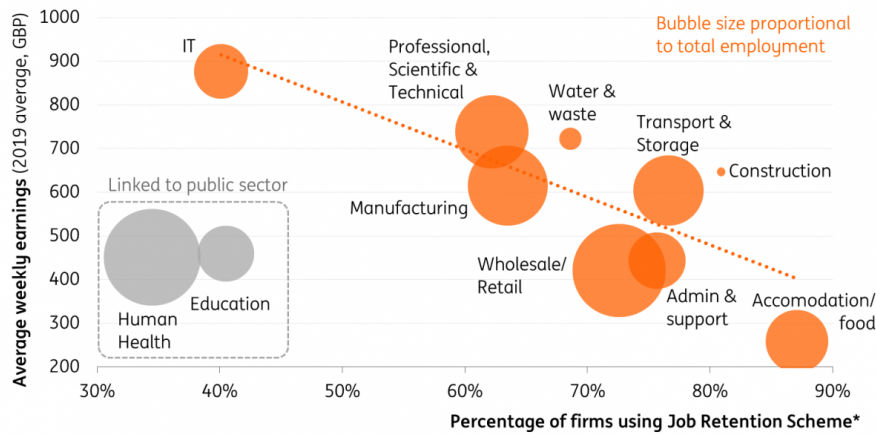 Average weekly earnings (2019 average, GBP)
1000
900
800
700
600
500
400
300
200
Bubble size proportional
to total employment
IT
Professional,
Scientific &
Technical
Water &
waste
Transport &
Storage
Construction
Linked to public sector
Manufacturing
Wholesale/
Retail
Education
Human
Health
Admin &
support
Accomodation/
food
30%
40%
50%
60%
70%
80%
90%
Percentage of firms using Job Retention Scheme*